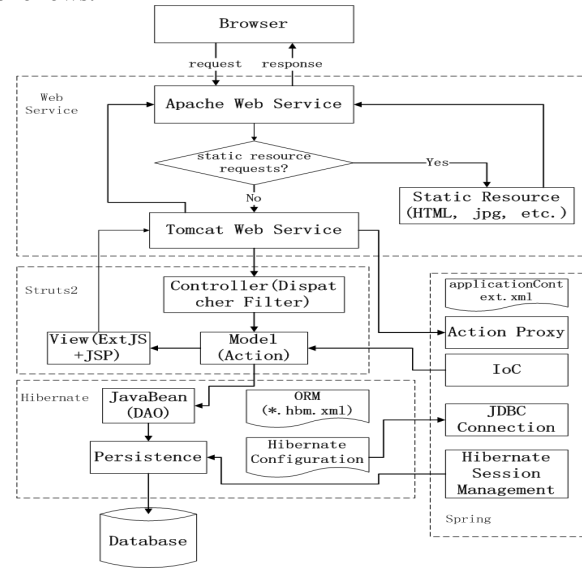 Browser
request
response
Web
Service
Apache Web Service
static resource
requests?
Yes
No
Static Resource
(HTML, jpg, etc.)
Tomcat Web Service
Struts2
Controller(Dispat
cher Filter)
applicationCont
ext.xml
View(ExtJS
+JSP)
Model
(Action)
Action Proxy
IoC
Hibernate
JavaBean
(DAO)
ORM
(*.hbm.xml)
JDBC
Connection
Persistence
Hibernate
Configuration
Hibernate
Session
Management
Spring
Database